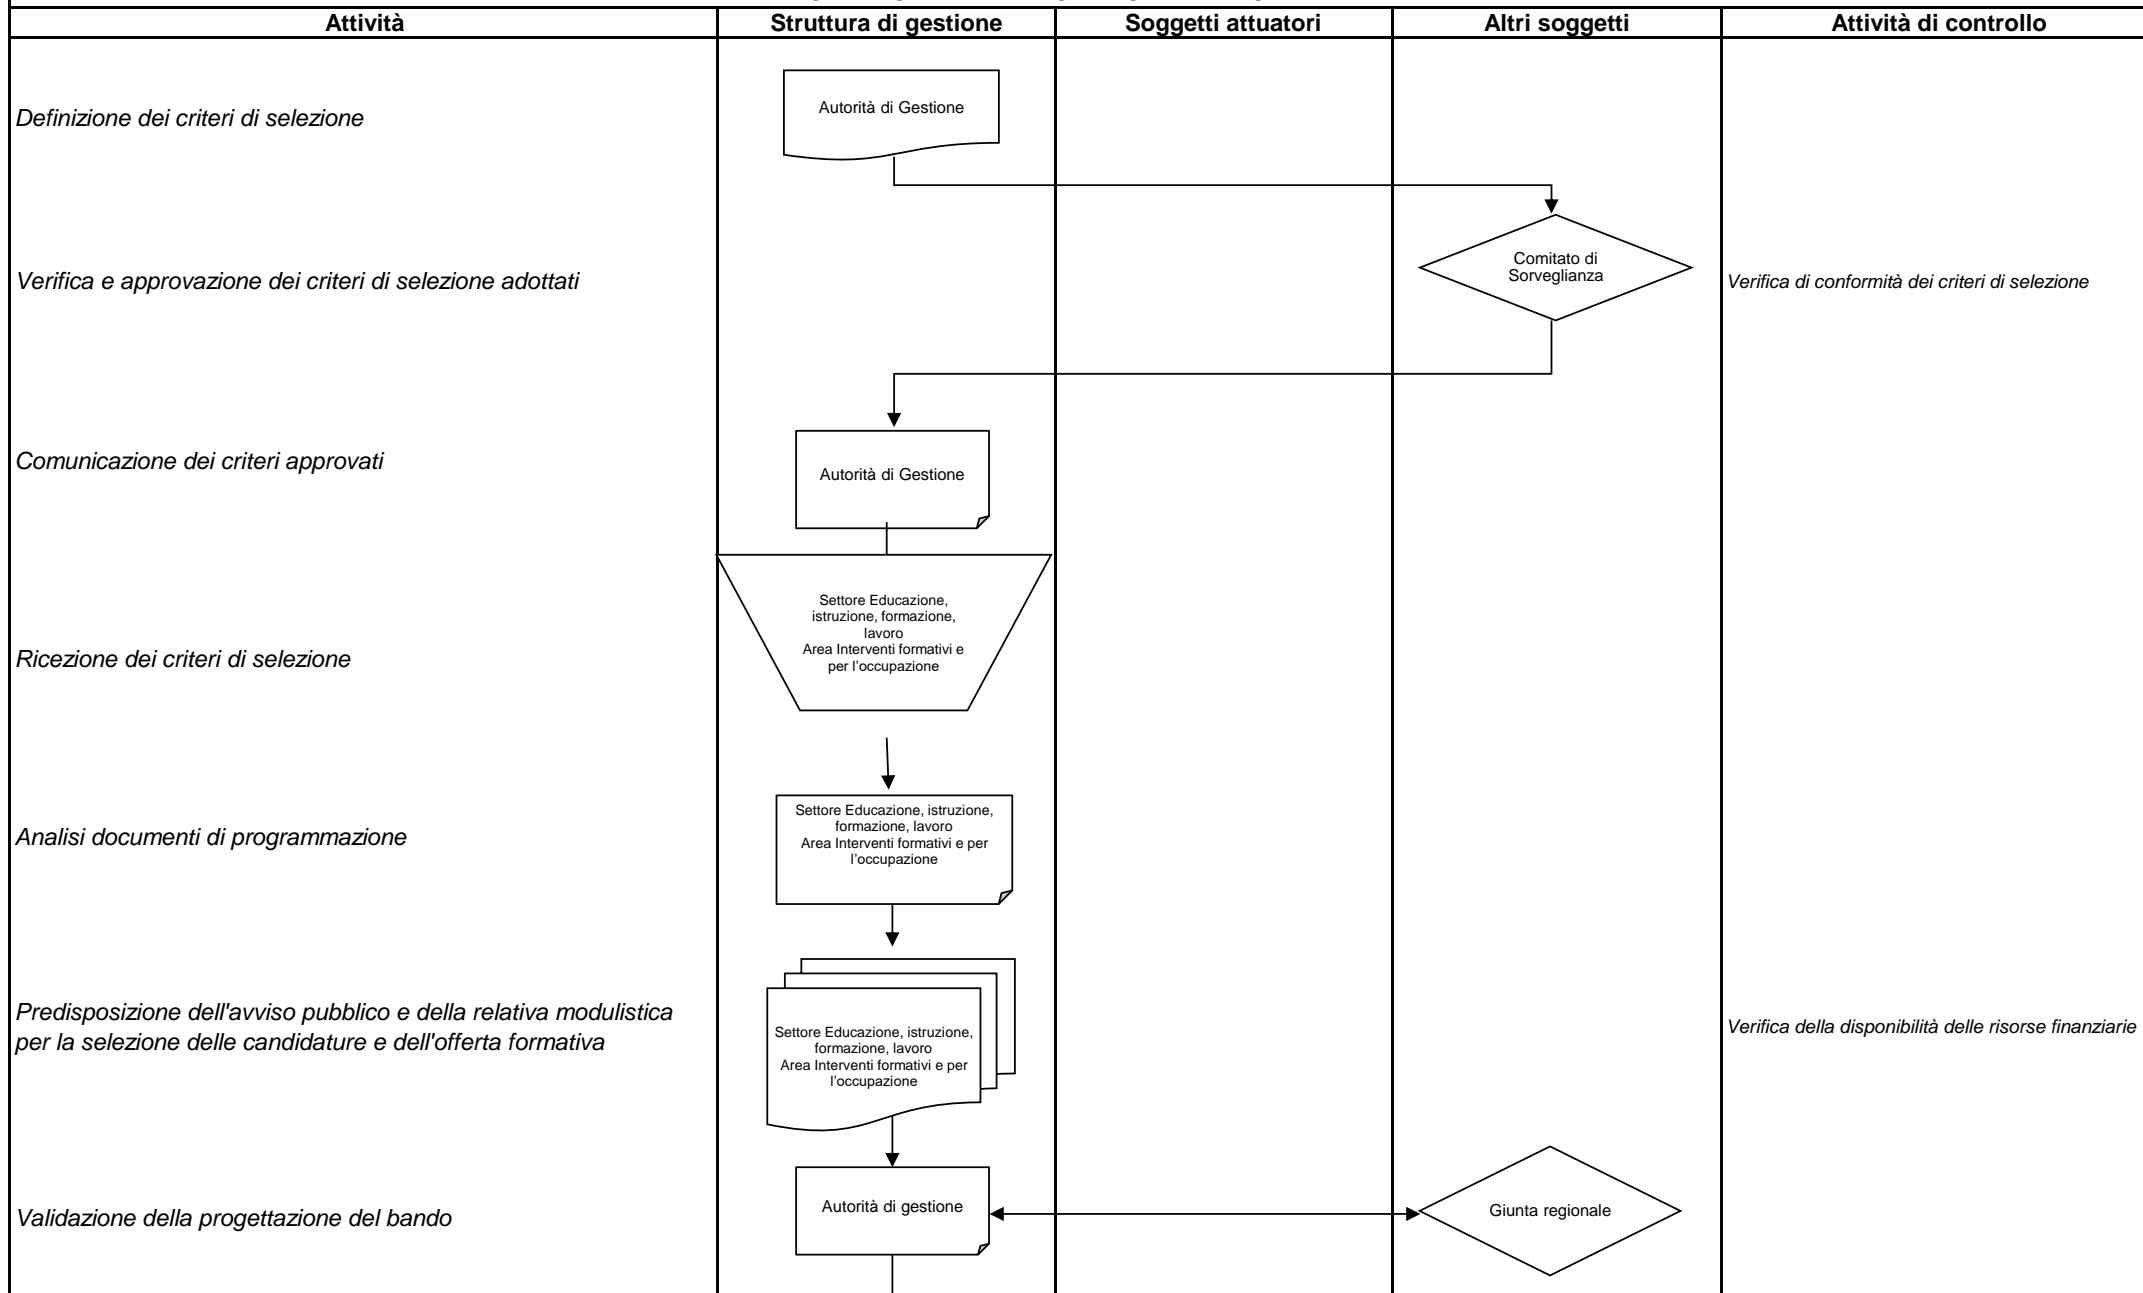 Attività
Struttura di gestione
Soggetti attuatori
Altri soggetti
Attività di controllo
Definizione dei criteri di selezione
Autorità di Gestione
Verifica e approvazione dei criteri di selezione adottati
Comitato di
Sorveglianza
Verifica di conformità dei criteri di selezione
Comunicazione dei criteri approvati
Autorità di Gestione
Ricezione dei criteri di selezione
Settore Educazione,
istruzione, formazione,
lavoro
Area Interventi formativi e
per l'occupazione
Analisi documenti di programmazione
Settore Educazione, istruzione,
formazione, lavoro
Area Interventi formativi e per
l'occupazione
Predisposizione dell'avviso pubblico e della relativa modulistica
per la selezione delle candidature e dell'offerta formativa
Settore Educazione, istruzione,
formazione, lavoro
Area Interventi formativi e per
l'occupazione
Verifica della disponibilità delle risorse finanziarie
Validazione della progettazione del bando
Autorità di gestione
Giunta regionale